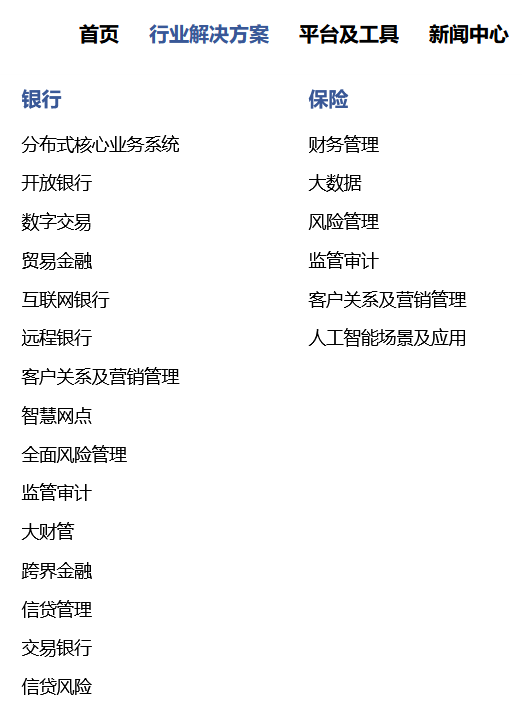 首页 行业解决方案 平台及工具 新闻中心
银行
分布式核心业务系统
开放银行
数字交易
贸易金融
互联网银行
远程银行
客户关系及营销管理
智慧网点
全面风险管理
监管审计
大财管
跨界金融
信贷管理
交易银行
信贷风险
保险
财务管理
大数据
风险管理
监管审计
客户关系及营销管理
人工智能场景及应用